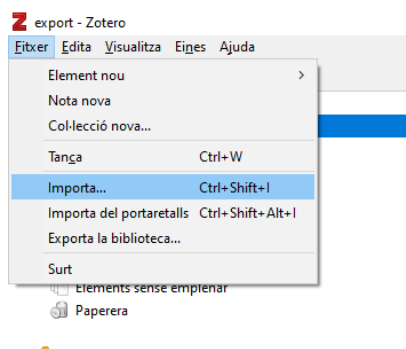 export - Zotero
Fitxer Edita Visualitza Eines Ajuda
Element nou
Nota nova
Col·lecció nova...
Tanca Ctrl+W
Importa... Ctrl+Shift+I
Importa del portaretalls Ctrl+Shift+Alt+I
Exporta la biblioteca...
Surt
Elements sense emplenar
Paperera